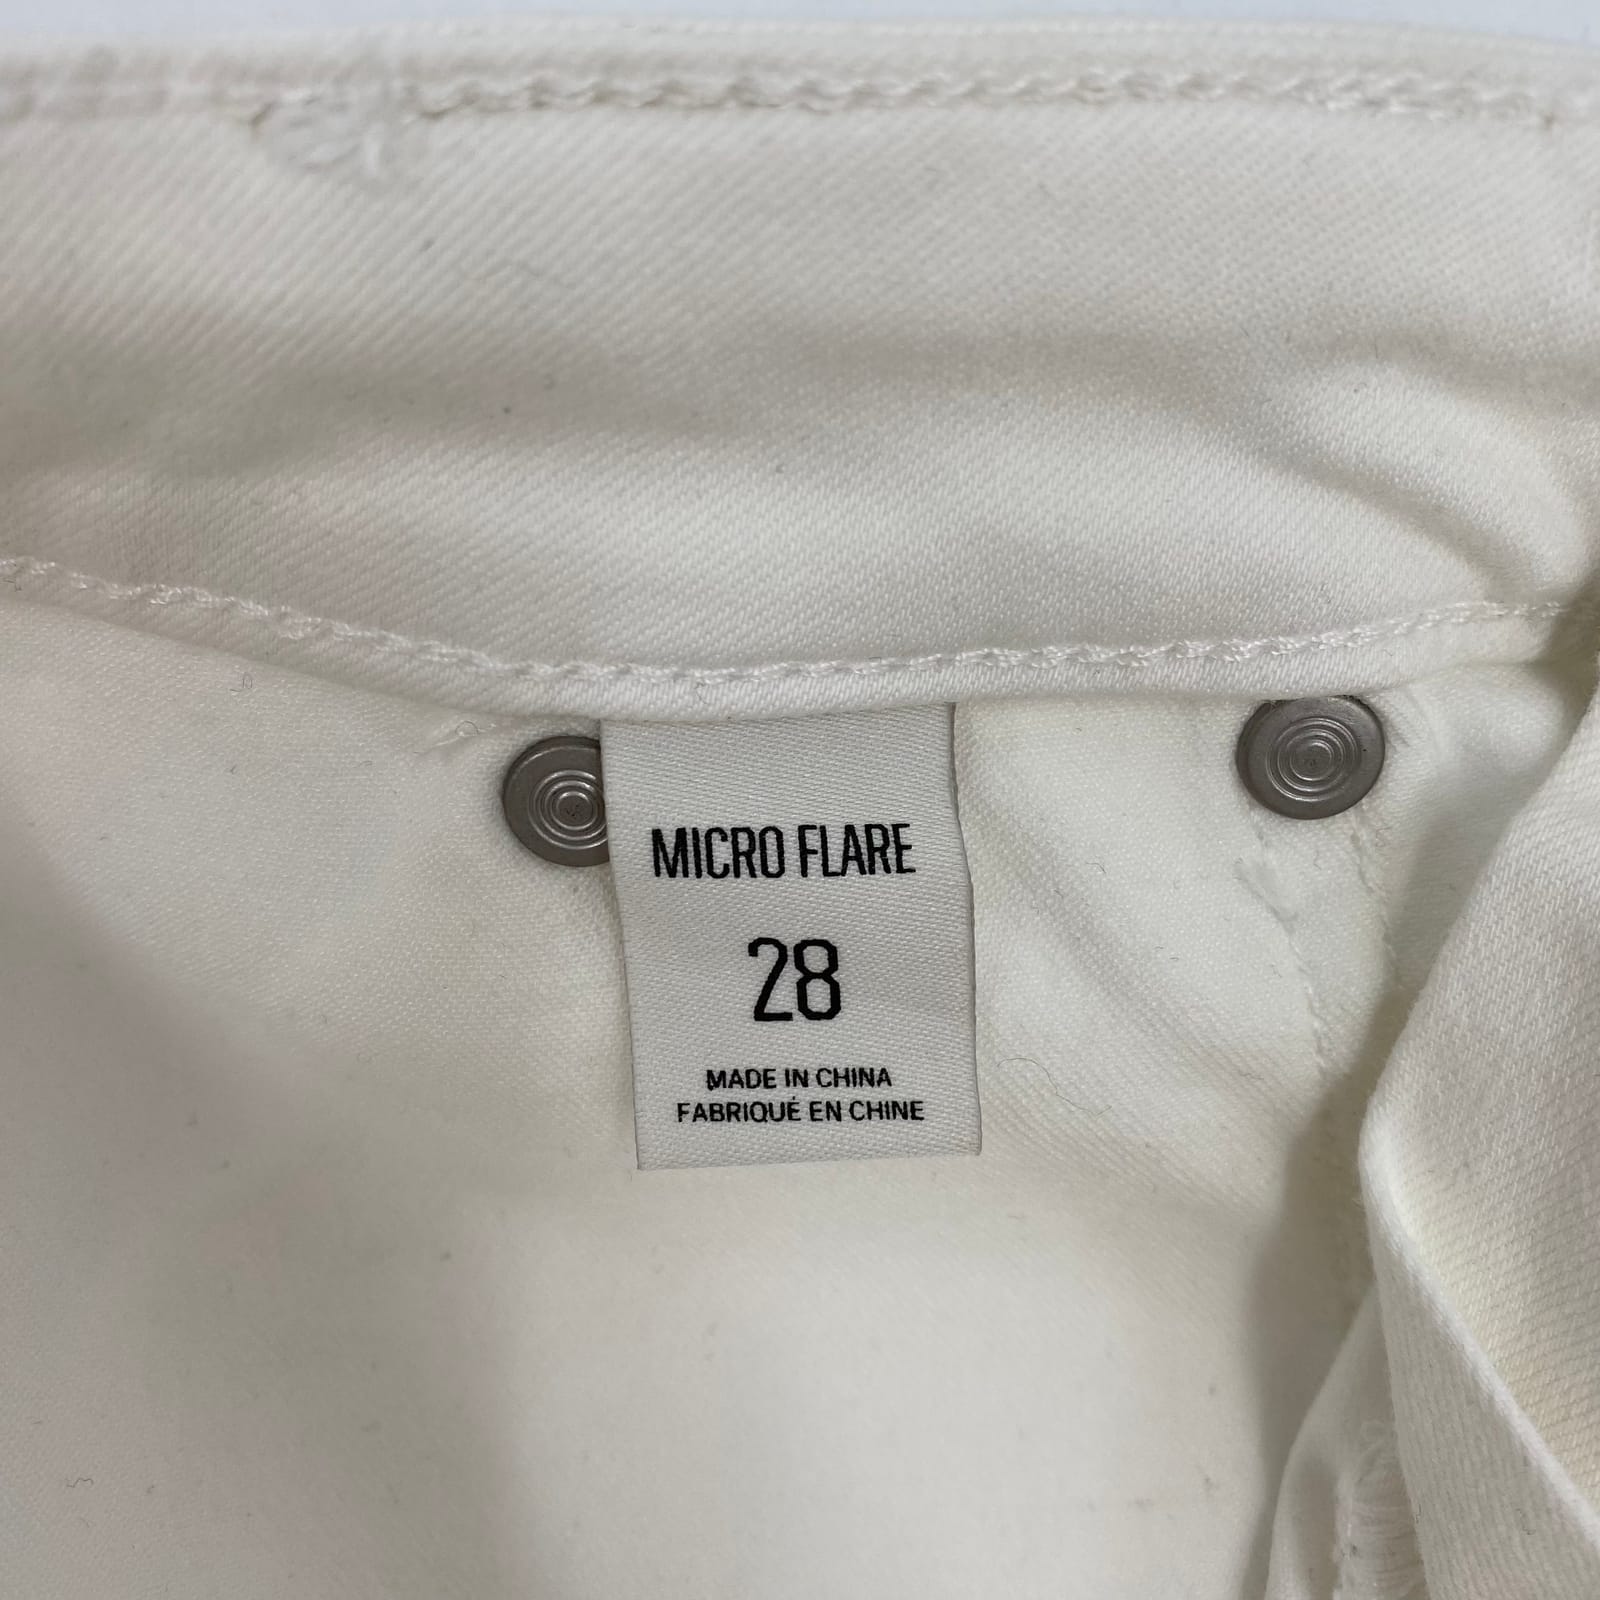 MICRO FLARE
28
MADE IN CHINA
FABRIQUÉ EN CHINE